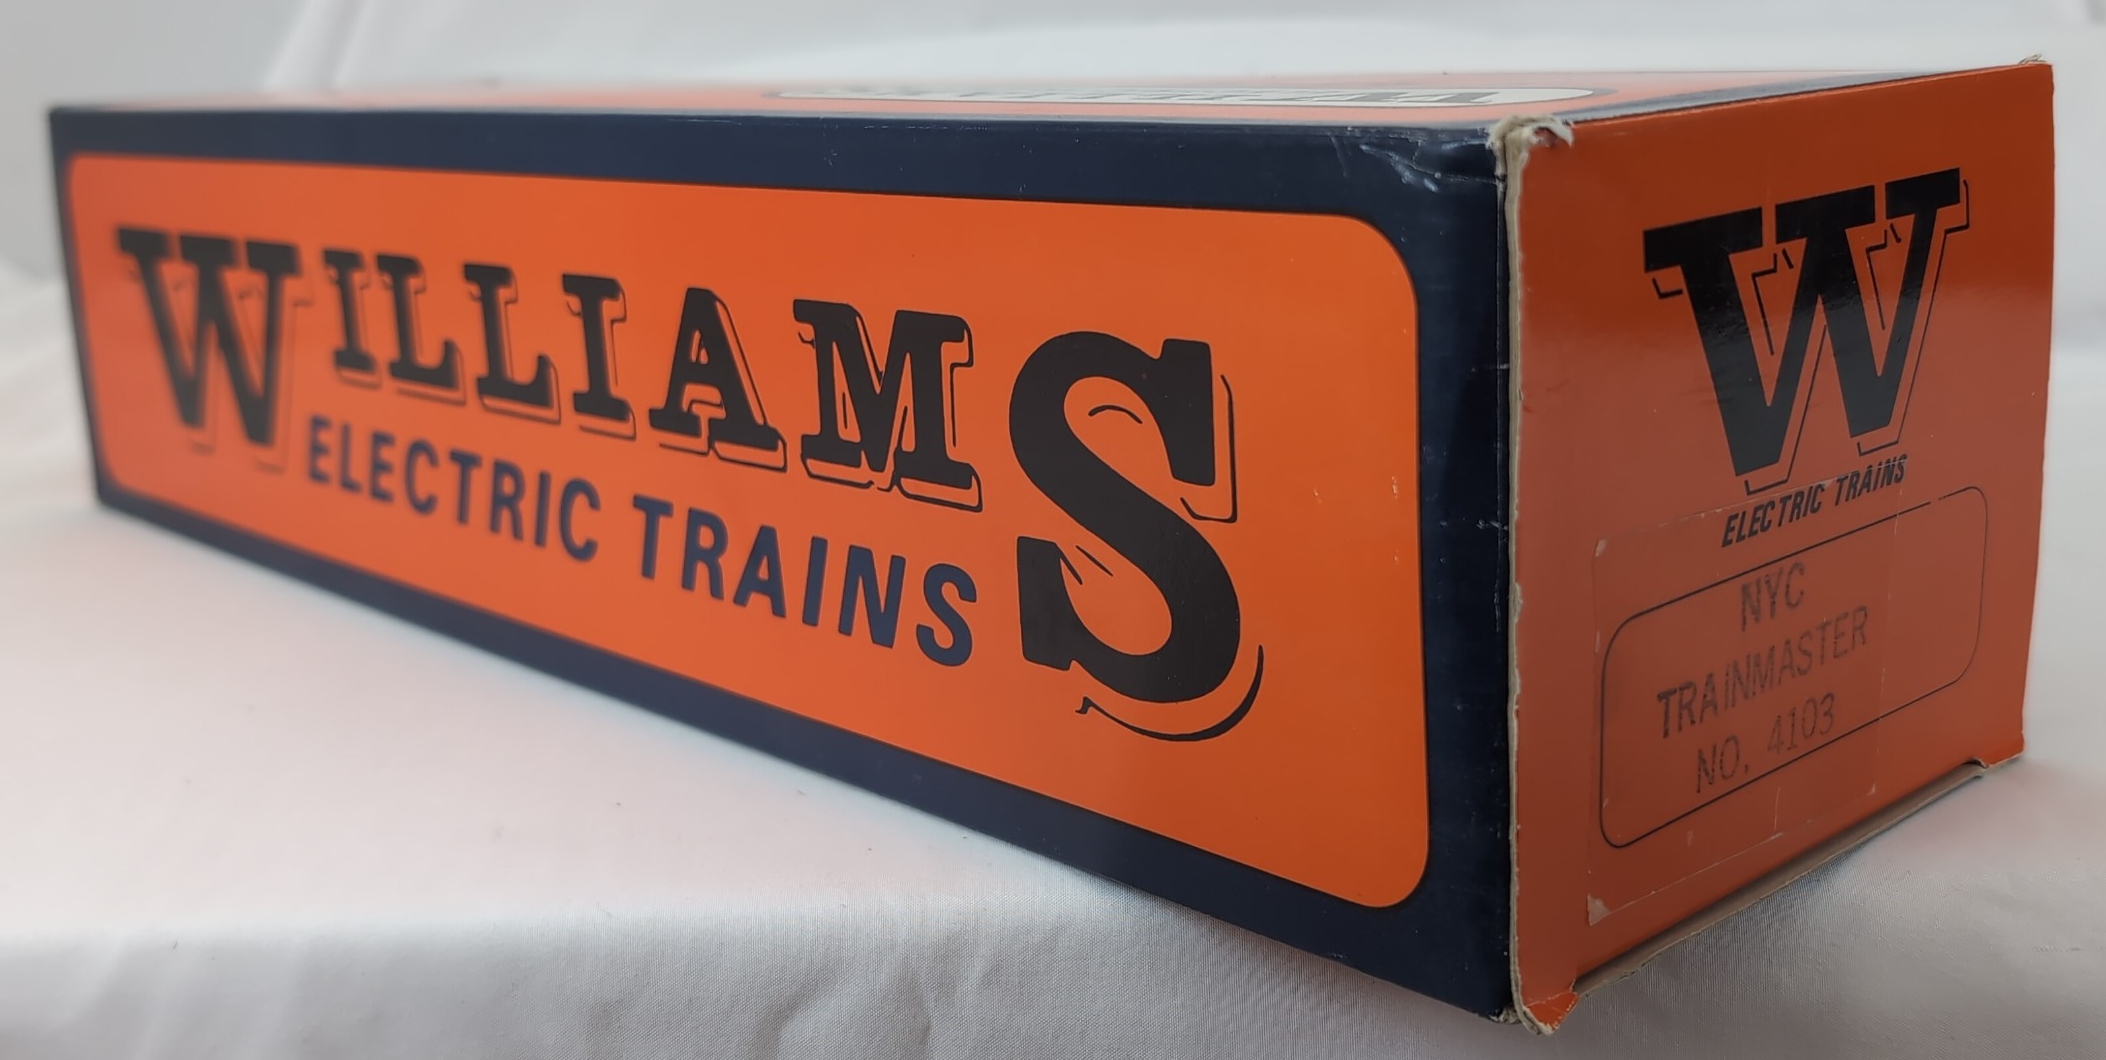 WILLIAMS
ELECTRIC TRAINS
W
ELECTRIC TRAINS
NYC
TRAINMASTER
NO. 4103